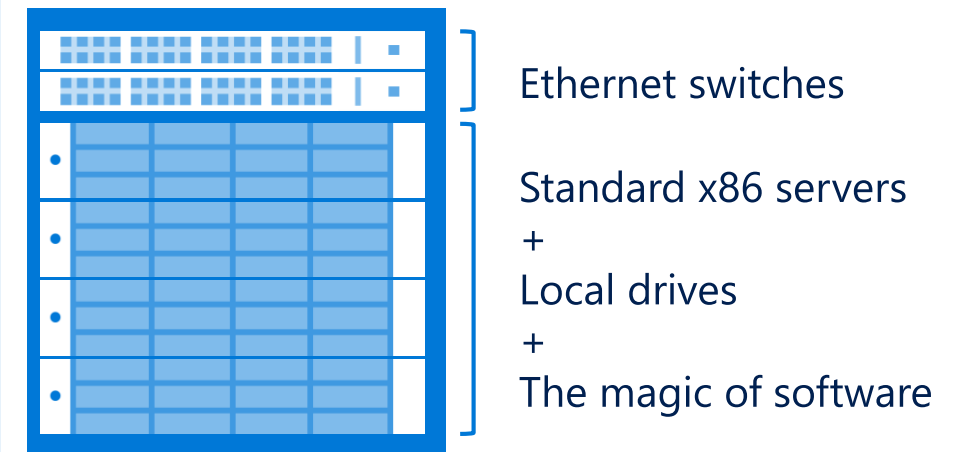 Ethernet switches
Standard x86 servers
+
Local drives
+
The magic of software